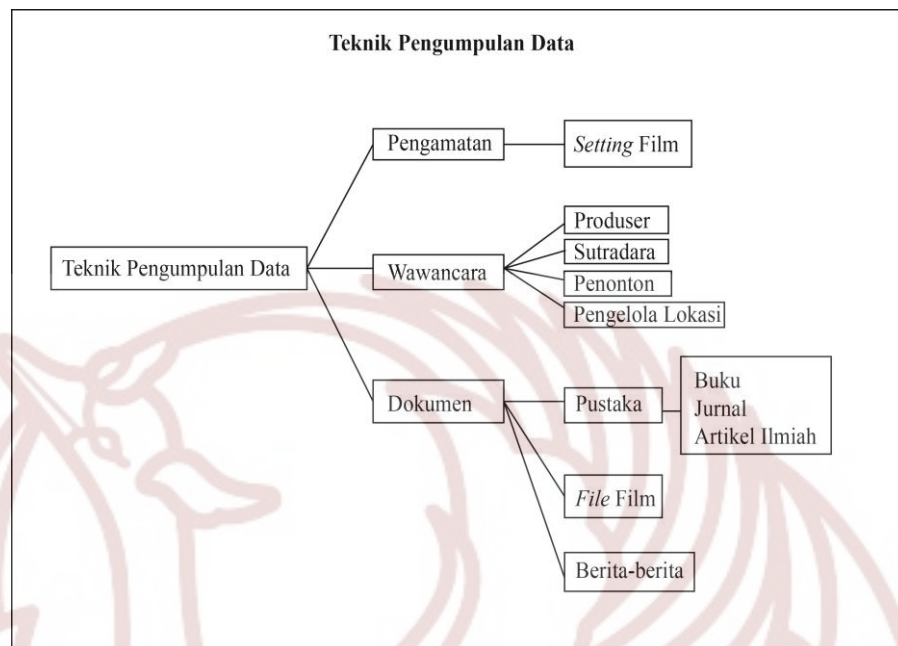 Teknik Pengumpulan Data
Teknik Pengumpulan Data
Pengamatan
Setting Film
Wawancara
Produser
Sutradara
Penonton
Pengelola Lokasi
Dokumen
Pustaka
Buku
Jurnal
Artikel Ilmiah
File Film
Berita-berita